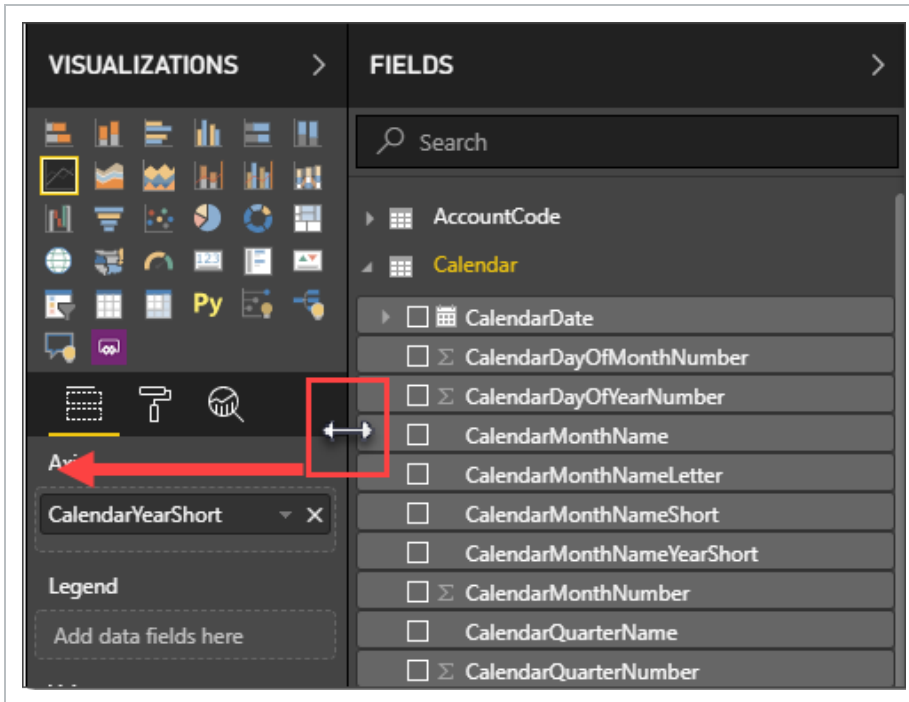 VISUALIZATIONS
FIELDS
Search
123
Py
AccountCode
Calendar
CalendarDate
CalendarDayOfMonthNumber
CalendarDayOfYearNumber
CalendarMonthName
CalendarMonthNameLetter
CalendarMonthNameShort
CalendarMonthNameYearShort
CalendarMonthNumber
CalendarQuarterName
CalendarQuarterNumber
CalendarYearShort
Legend
Add data fields here